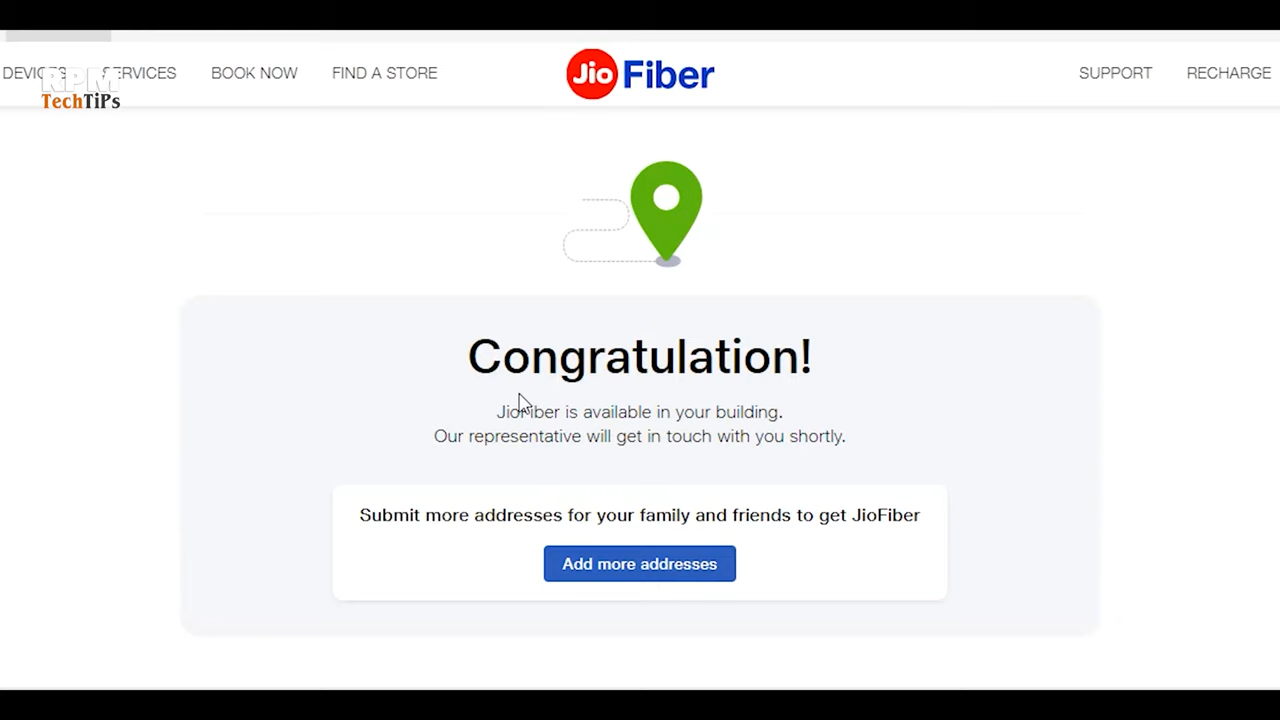 DEVICES SERVICES BOOK NOW FIND A STORE
RPM
TechTiPs
Jio Fiber
SUPPORT RECHARGE
Congratulation!
JioFiber is available in your building.
Our representative will get in touch with you shortly.
Submit more addresses for your family and friends to get JioFiber
Add more addresses